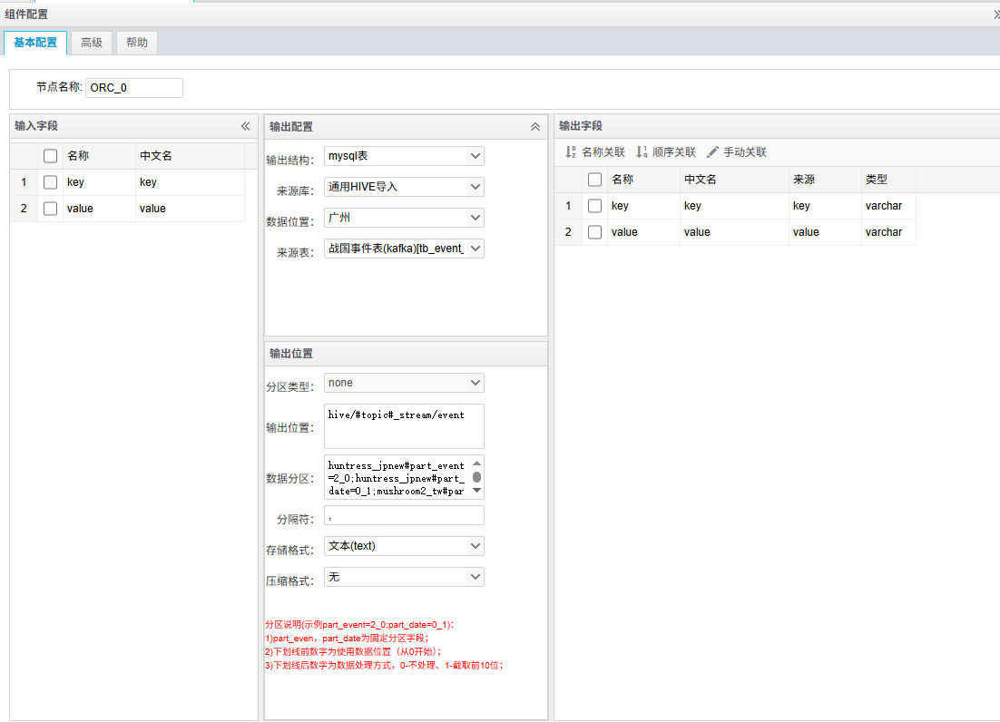 组件配置
基本配置 高级 帮助
节点名称: ORC_0
输入字段
名称 中文名
1 key key
2 value value
输出配置
输出结构: mysql表
来源库: 通用HIVE导入
数据位置: 广州
来源表: 战国事件表(kafka)[tb_event_
输出位置
分区类型: none
输出位置: hive/#topic#_stream/event
数据分区: huntress_jpnew#part_event
=2_0;huntress_jpnew#part_
date=0_1;mushroom2_tw#par
分隔符: ,
存储格式: 文本(text)
压缩格式: 无
分区说明(示例part_event=2_0;part_date=0_1):
1)part_even，part_date为固定分区字段;
2)下划线前数字为使用数据位置（从0开始）;
3)下划线后数字为数据处理方式，0-不处理、1-截取前10位;
输出字段
名称关联 顺序关联 手动关联
名称 中文名 来源 类型
1 key key key varchar
2 value value value varchar